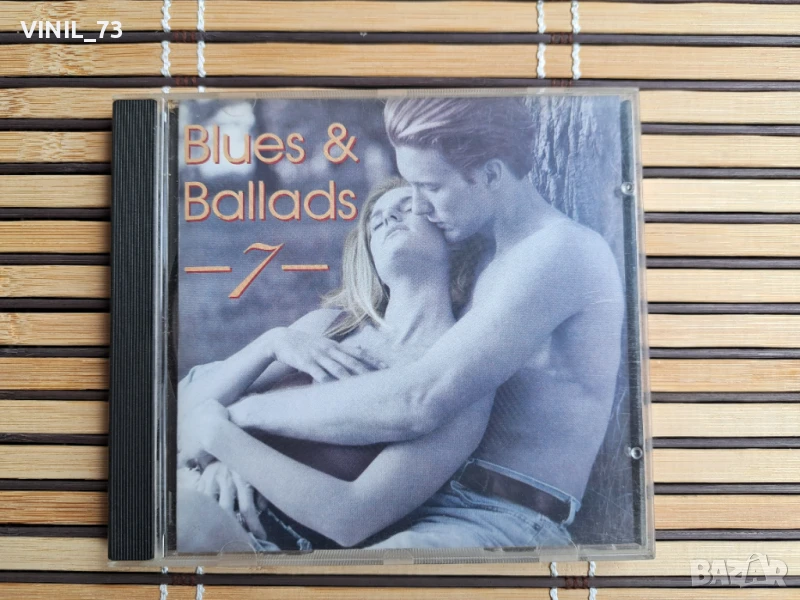 VINIL_73
Blues &
Ballads
-7-
BAZAR